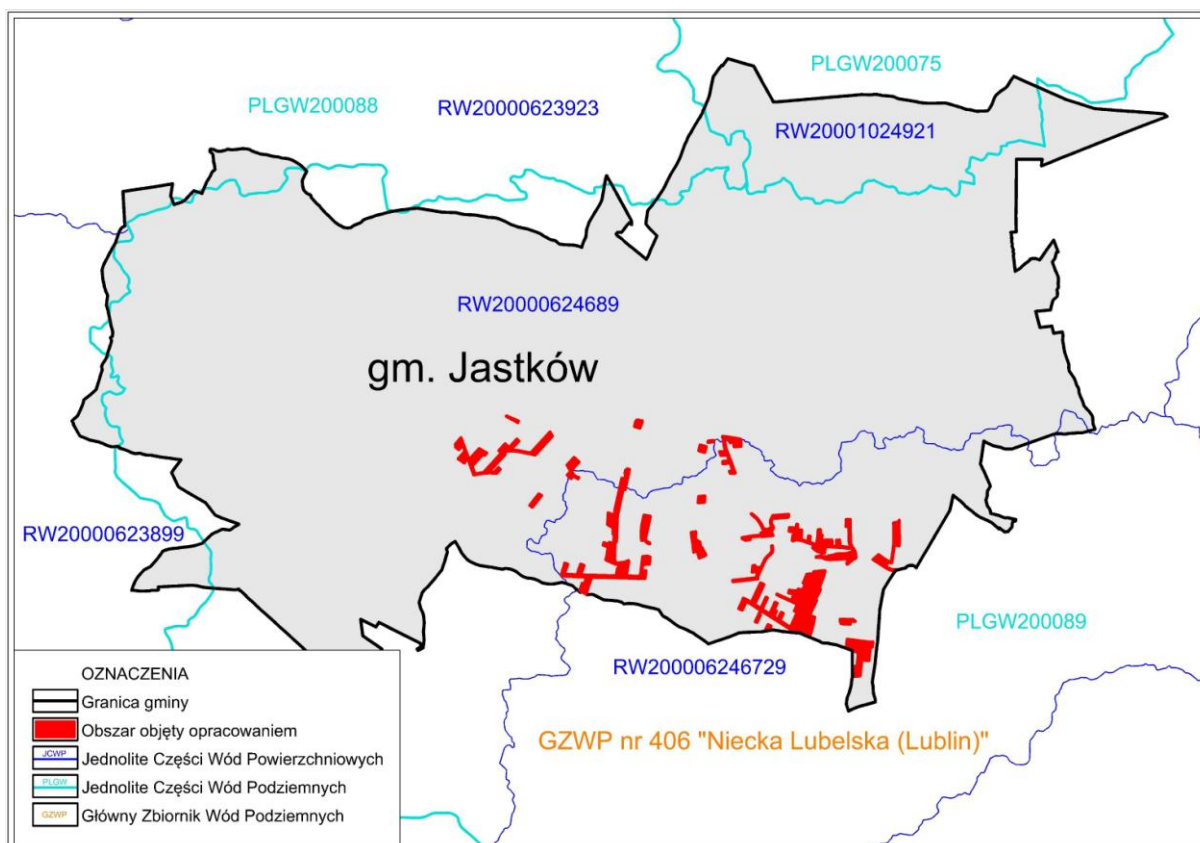 PLGW200075
PLGW200088
RW20000623923
RW20001024921
RW20000624689
gm. Jastków
RW20000623899
PLGW200089
RW200006246729
GZWP nr 406 "Niecka Lubelska (Lublin)"
OZNACZENIA
Granica gminy
Obszar objęty opracowaniem
JCWP Jednolite Części Wód Powierzchniowych
PLGW Jednolite Części Wód Podziemnych
GZWP Główny Zbiornik Wód Podziemnych